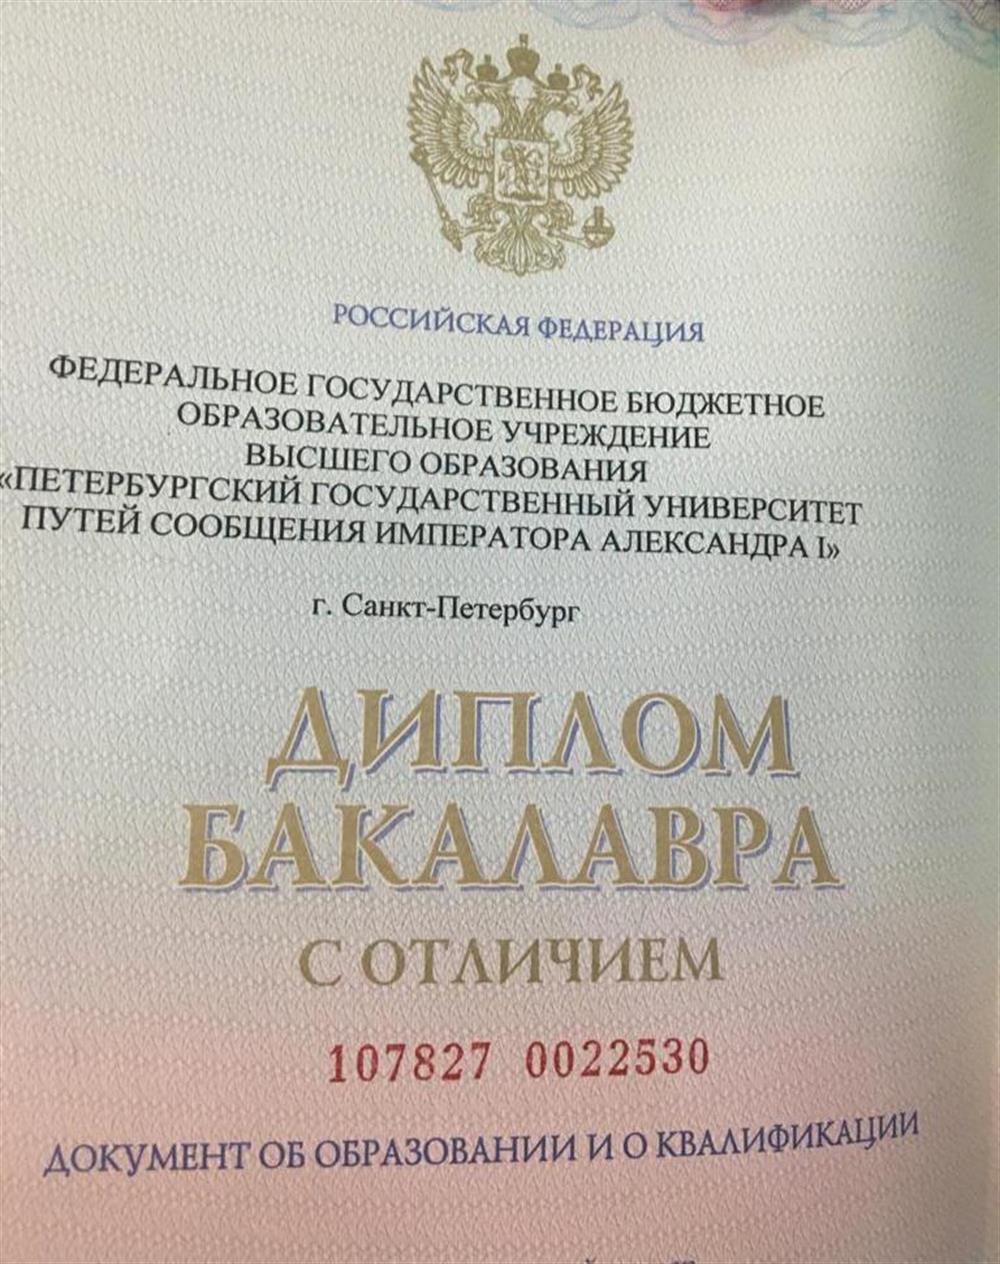 РОССИЙСКАЯ ФЕДЕРАЦИЯ
ФЕДЕРАЛЬНОЕ ГОСУДАРСТВЕННОЕ БЮДЖЕТНОЕ
ОБРАЗОВАТЕЛЬНОЕ УЧРЕЖДЕНИЕ
ВЫСШЕГО ОБРАЗОВАНИЯ
«ПЕТЕРБУРГСКИЙ ГОСУДАРСТВЕННЫЙ УНИВЕРСИТЕТ
ПУТЕЙ СООБЩЕНИЯ ИМПЕРАТОРА АЛЕКСАНДРА I»
г. Санкт-Петербург
ДИПЛОМ
БАКАЛАВРА
С ОТЛИЧИЕМ
107827 0022530
ДОКУМЕНТ ОБ ОБРАЗОВАНИИ И О КВАЛИФИКАЦИИ